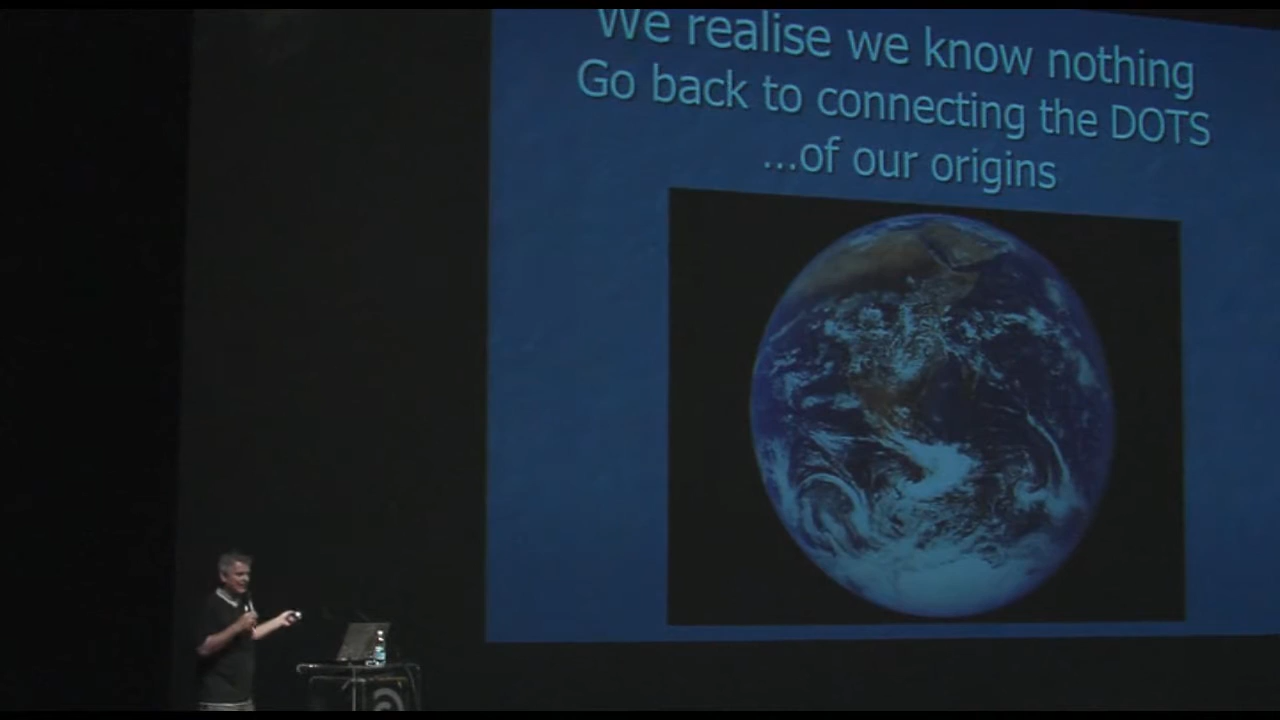 We realise we know nothing
Go back to connecting the DOTS
...of our origins